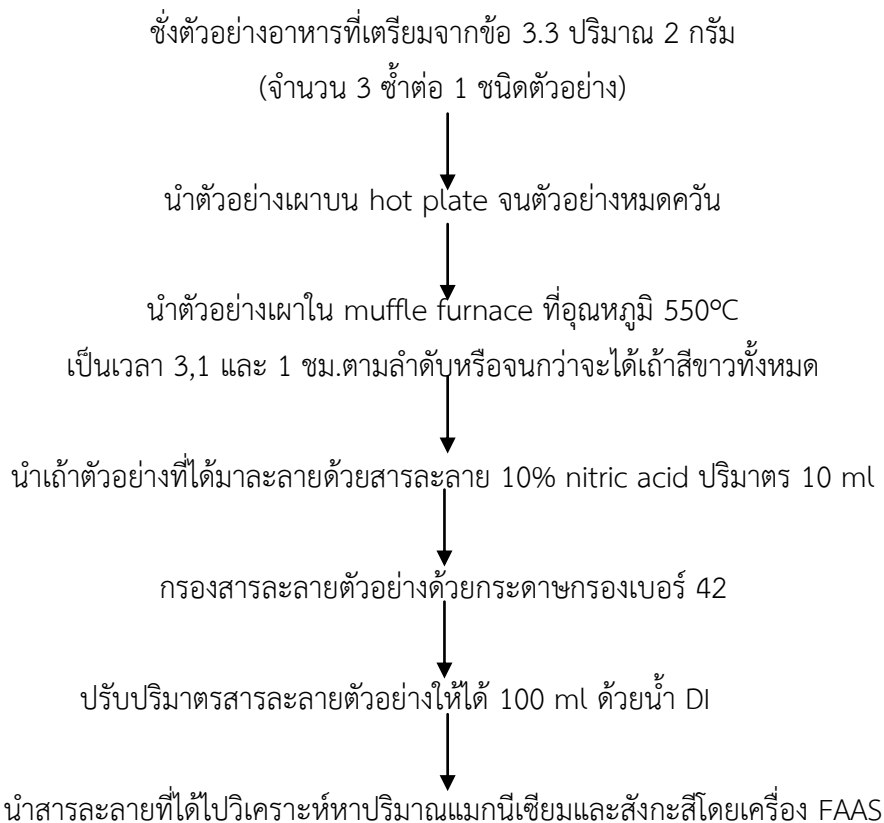 ชั่งตัวอย่างอาหารที่เตรียมจากข้อ 3.3 ปริมาณ 2 กรัม
(จำนวน 3 ซ้ำต่อ 1 ชนิดตัวอย่าง)
นำตัวอย่างเผาบน hot plate จนตัวอย่างหมดควัน
นำตัวอย่างเผาใน muffle furnace ที่อุณหภูมิ 550ºC
เป็นเวลา 3,1 และ 1 ชม.ตามลำดับหรือจนกว่าจะได้เถ้าสีขาวทั้งหมด
นำเถ้าตัวอย่างที่ได้มาละลายด้วยสารละลาย 10% nitric acid ปริมาตร 10 ml
กรองสารละลายตัวอย่างด้วยกระดาษกรองเบอร์ 42
ปรับปริมาตรสารละลายตัวอย่างให้ได้ 100 ml ด้วยน้ำ DI
นำสารละลายที่ได้ไปวิเคราะห์หาปริมาณแมกนีเซียมและสังกะสีโดยเครื่อง FAAS